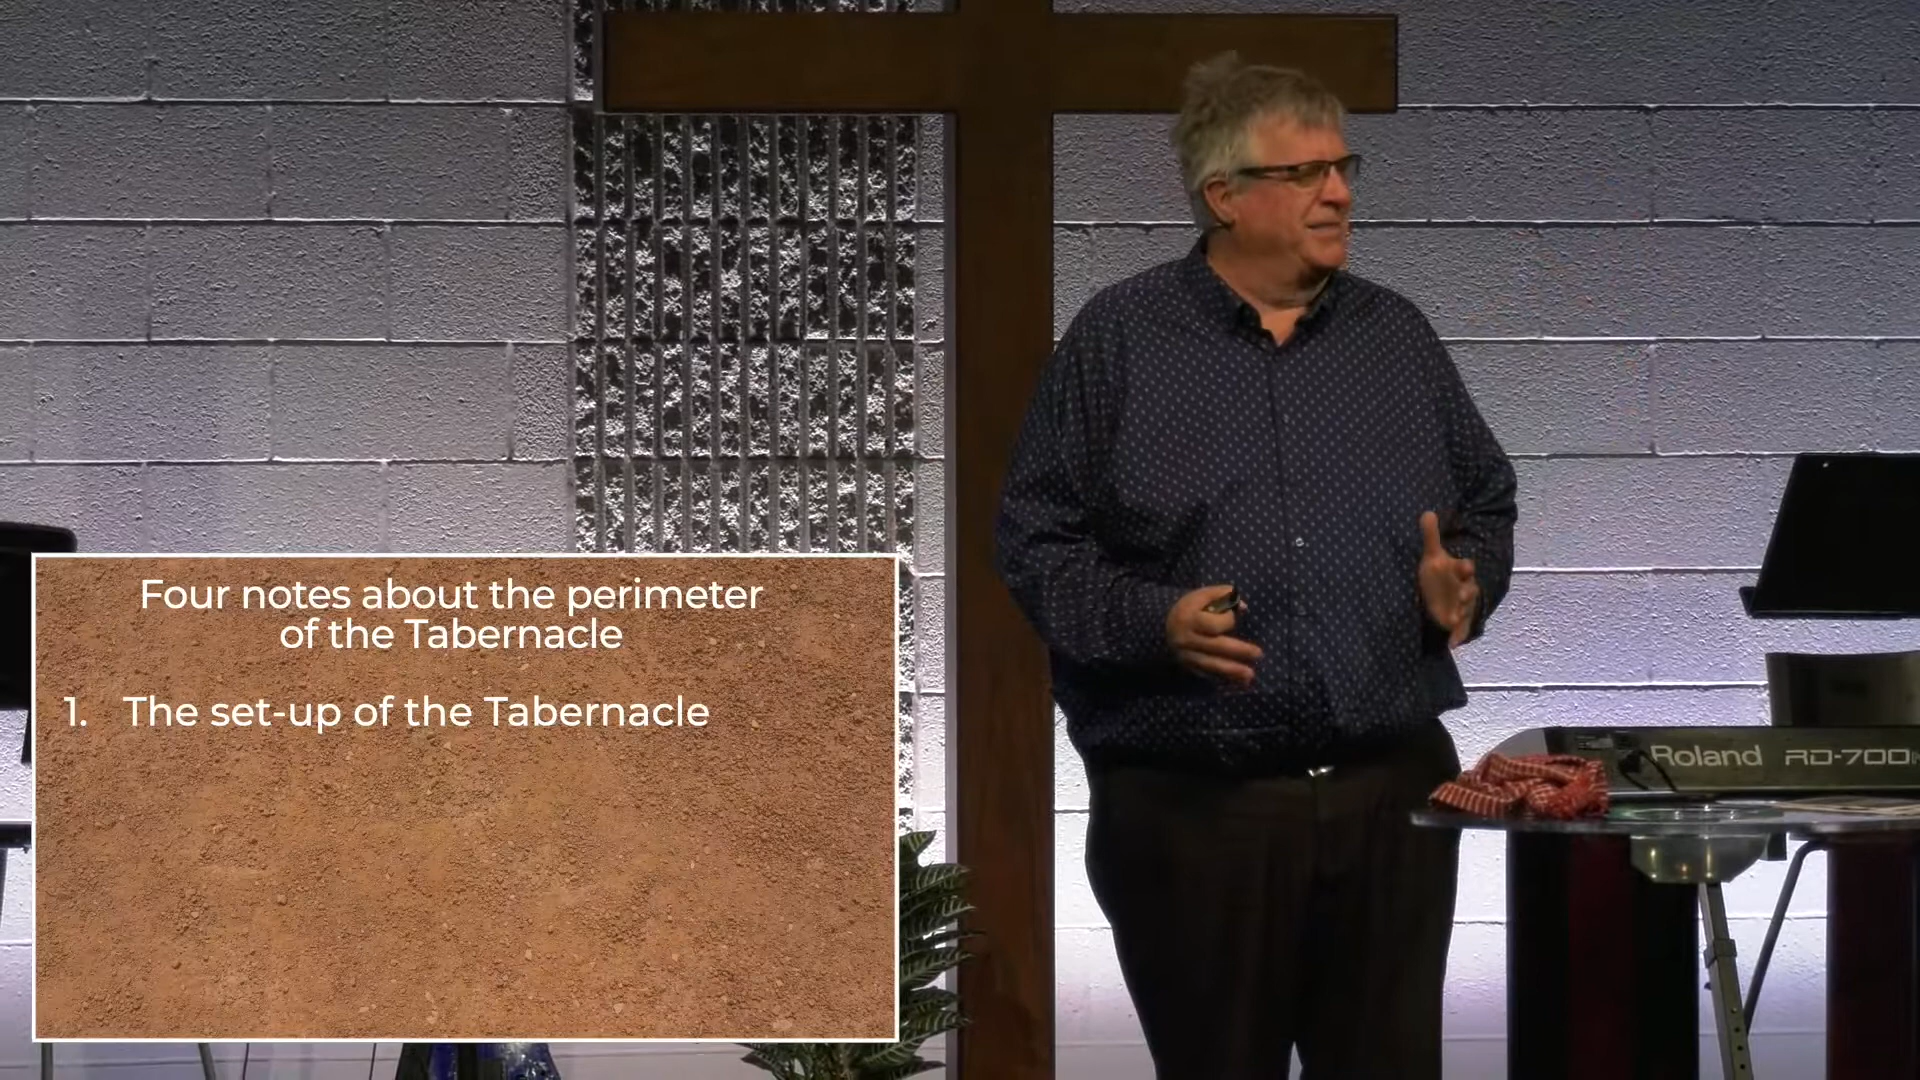 Four notes about the perimeter
of the Tabernacle
1. The set-up of the Tabernacle
Roland RD-700